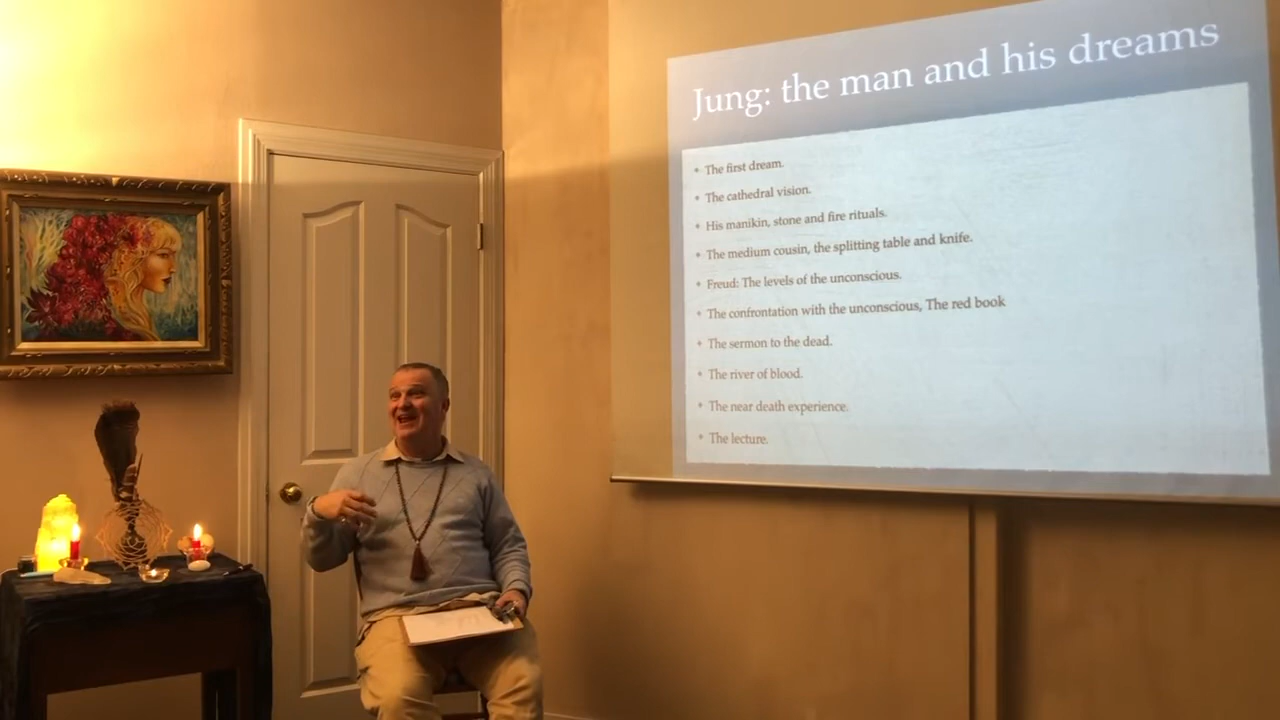 Jung: the man and his dreams
• The first dream.
• The cathedral vision.
• His manikin, stone and fire rituals.
• The medium cousin, the splitting table and knife.
• Freud: The levels of the unconscious.
• The confrontation with the unconscious, The red book
• The sermon to the dead.
• The river of blood.
• The near death experience.
• The lecture.